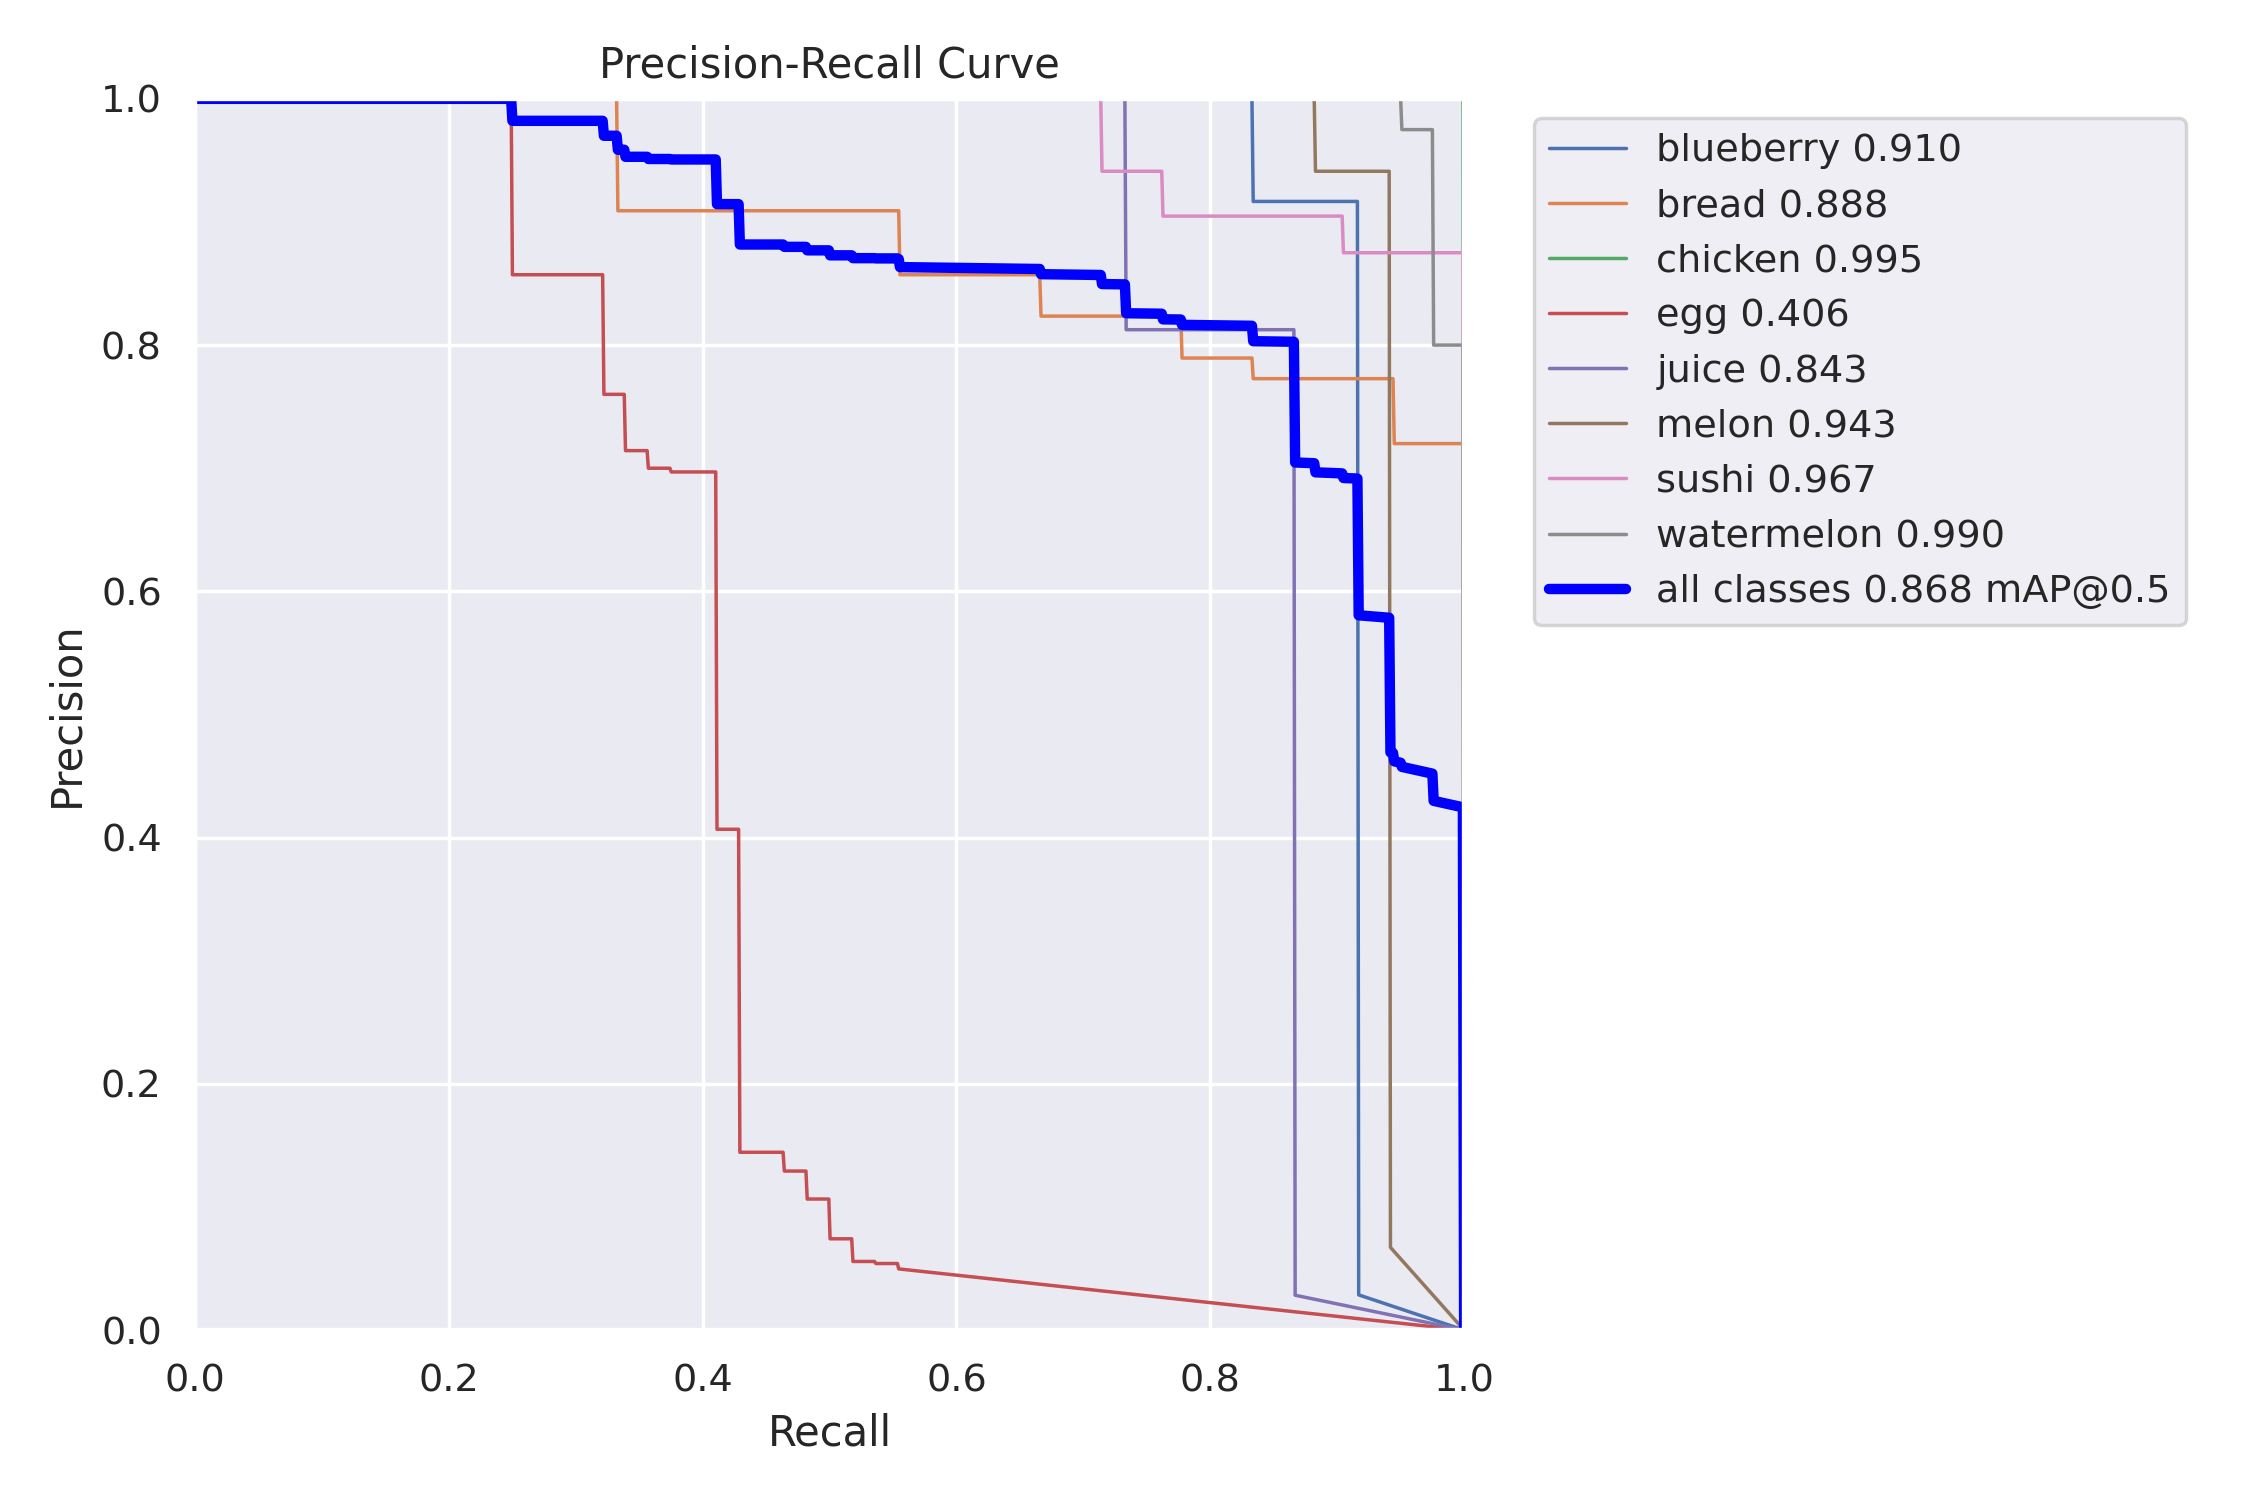 Precision-Recall Curve
1.0
0.8
0.6
0.4
0.2
0.0
Precision
0.0 0.2 0.4 0.6 0.8 1.0
Recall
blueberry 0.910
bread 0.888
chicken 0.995
egg 0.406
juice 0.843
melon 0.943
sushi 0.967
watermelon 0.990
all classes 0.868 mAP@0.5